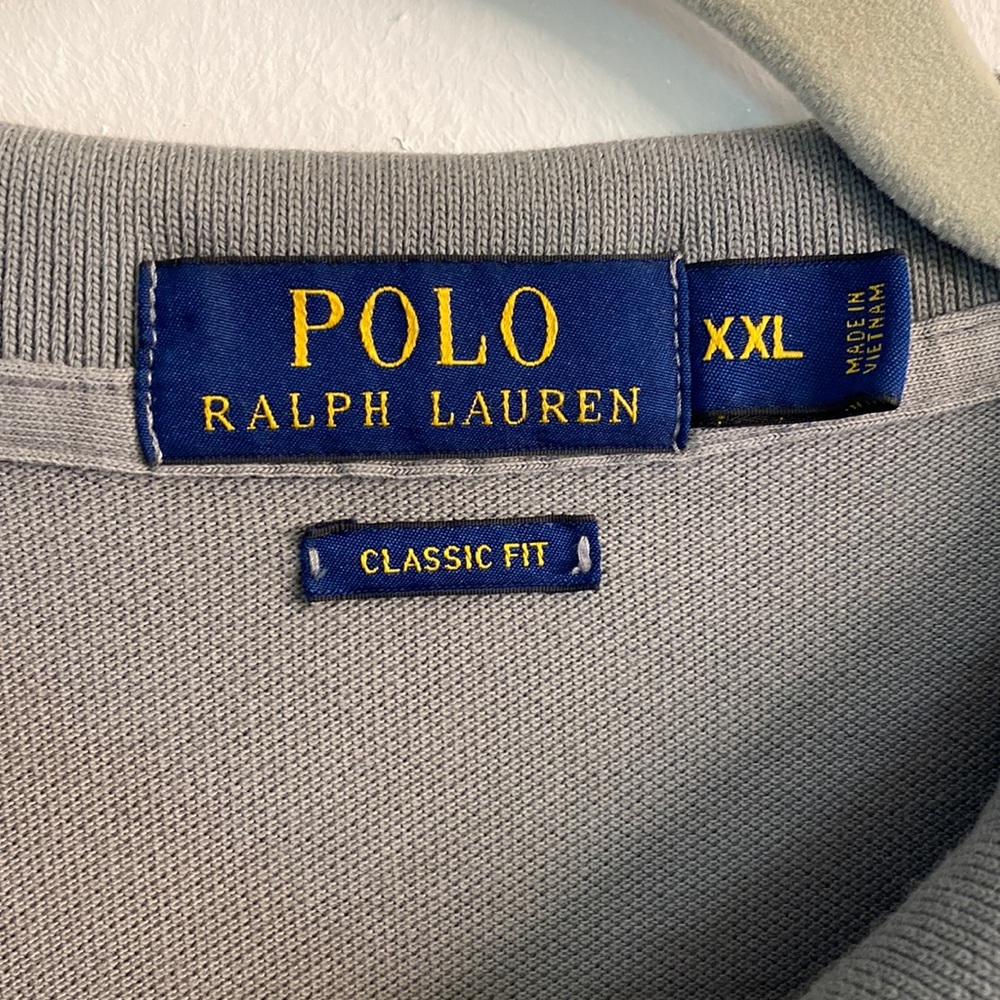 POLO
RALPH LAUREN
XXL
MADE IN
VIETNAM
CLASSIC FIT